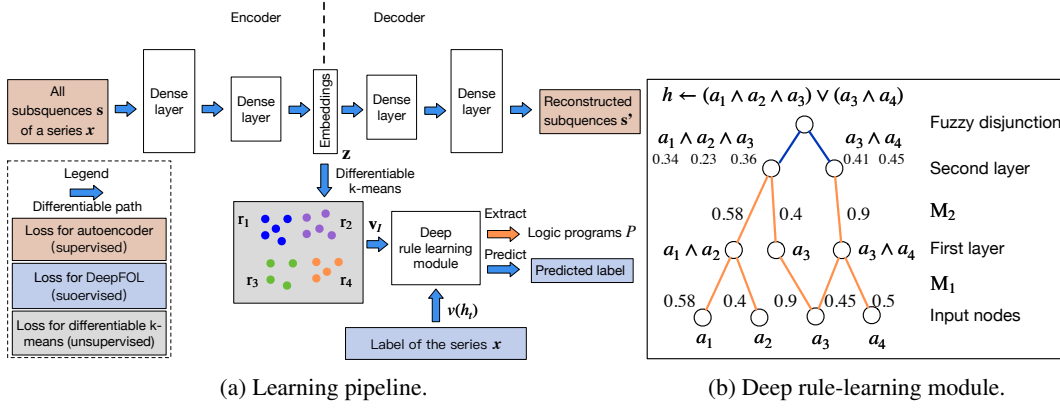 Encoder
Decoder
All
subsquences s
of a series x
Dense
layer
Dense
layer
Embeddings
Dense
layer
Dense
layer
Reconstructed
subquences s’
z
Differentiable
k-means
Legend
Differentiable path
Loss for autoencoder
(supervised)
Loss for DeepFOL
(suoervised)
Loss for differentiable k-
means (unsupervised)
r1
r2
r3
r4
vI
Deep
rule learning
module
Extract
Logic programs P
Predict
Predicted label
v(ht)
Label of the series x
(a) Learning pipeline.
h ← (a1 ∧ a2 ∧ a3) ∨ (a3 ∧ a4)
Fuzzy disjunction
a1 ∧ a2 ∧ a3
a3 ∧ a4
0.34 0.23 0.36
0.41 0.45
Second layer
0.58 0.4 0.9
M2
a1 ∧ a2
a3
a3 ∧ a4
First layer
M1
0.58 0.4 0.9 0.45 0.5
Input nodes
a1 a2 a3 a4
(b) Deep rule-learning module.